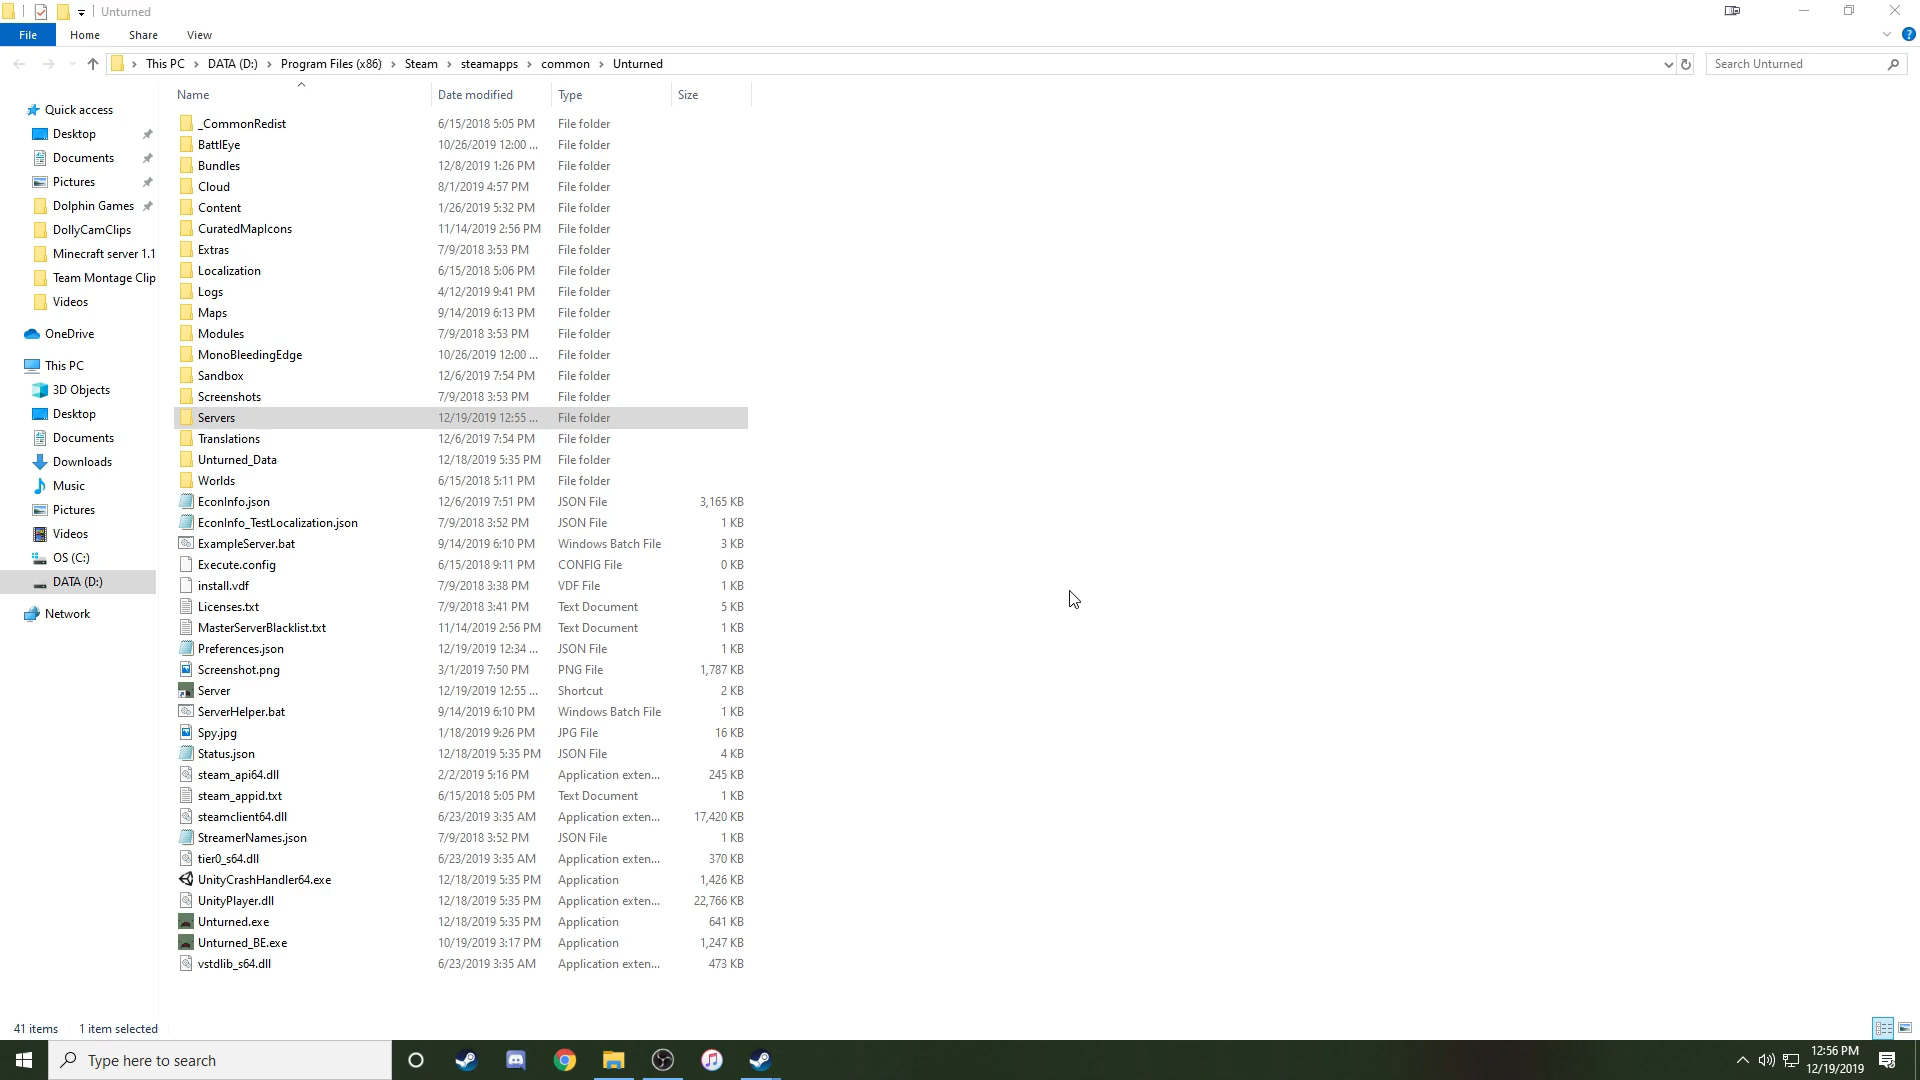 Unturned
File Home Share View
This PC DATA (D:) Program Files (x86) Steam steamapps common Unturned Search Unturned
Name Date modified Type Size
Quick access
Desktop
Documents
Pictures
Dolphin Games
DollyCamClips
Minecraft server 1.1
Team Montage Clip
Videos
OneDrive
This PC
3D Objects
Desktop
Documents
Downloads
Music
Pictures
Videos
OS (C:)
DATA (D:)
Network
_CommonRedist 6/15/2018 5:05 PM File folder
BattlEye 10/26/2019 12:00 ... File folder
Bundles 12/8/2019 1:26 PM File folder
Cloud 8/1/2019 4:57 PM File folder
Content 1/26/2019 5:32 PM File folder
CuratedMapIcons 11/14/2019 2:56 PM File folder
Extras 7/9/2018 3:53 PM File folder
Localization 6/15/2018 5:06 PM File folder
Logs 4/12/2019 9:41 PM File folder
Maps 9/14/2019 6:13 PM File folder
Modules 7/9/2018 3:53 PM File folder
MonoBleedingEdge 10/26/2019 12:00 ... File folder
Sandbox 12/6/2019 7:54 PM File folder
Screenshots 7/9/2018 3:53 PM File folder
Servers 12/19/2019 12:55 ... File folder
Translations 12/6/2019 7:54 PM File folder
Unturned_Data 12/18/2019 5:35 PM File folder
Worlds 6/15/2018 5:11 PM File folder
EconInfo.json 12/6/2019 7:51 PM JSON File 3,165 KB
EconInfo_TestLocalization.json 7/9/2018 3:52 PM JSON File 1 KB
ExampleServer.bat 9/14/2019 6:10 PM Windows Batch File 3 KB
Execute.config 6/15/2018 9:11 PM CONFIG File 0 KB
install.vdf 7/9/2018 3:38 PM VDF File 1 KB
Licenses.txt 7/9/2018 3:41 PM Text Document 5 KB
MasterServerBlacklist.txt 11/14/2019 2:56 PM Text Document 1 KB
Preferences.json 12/19/2019 12:34 ... JSON File 1 KB
Screenshot.png 3/1/2019 7:50 PM PNG File 1,787 KB
Server 12/19/2019 12:55 ... Shortcut 2 KB
ServerHelper.bat 9/14/2019 6:10 PM Windows Batch File 1 KB
Spy.jpg 1/18/2019 9:26 PM JPG File 16 KB
Status.json 12/18/2019 5:35 PM JSON File 4 KB
steam_api64.dll 2/2/2019 5:16 PM Application exten... 245 KB
steam_appid.txt 6/15/2018 5:05 PM Text Document 1 KB
steamclient64.dll 6/23/2019 3:35 AM Application exten... 17,420 KB
StreamerNames.json 7/9/2018 3:52 PM JSON File 1 KB
tier0_s64.dll 6/23/2019 3:35 AM Application exten... 370 KB
UnityCrashHandler64.exe 12/18/2019 5:35 PM Application 1,426 KB
UnityPlayer.dll 12/18/2019 5:35 PM Application exten... 22,766 KB
Unturned.exe 12/18/2019 5:35 PM Application 641 KB
Unturned_BE.exe 10/19/2019 3:17 PM Application 1,247 KB
vstdlib_s64.dll 6/23/2019 3:35 AM Application exten... 473 KB
41 items 1 item selected
Type here to search
12:56 PM
12/19/2019